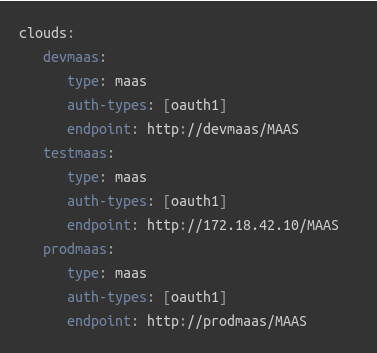 clouds:
   devmaas:
      type: maas
      auth-types: [oauth1]
      endpoint: http://devmaas/MAAS
   testmaas:
      type: maas
      auth-types: [oauth1]
      endpoint: http://172.18.42.10/MAAS
   prodmaas:
      type: maas
      auth-types: [oauth1]
      endpoint: http://prodmaas/MAAS